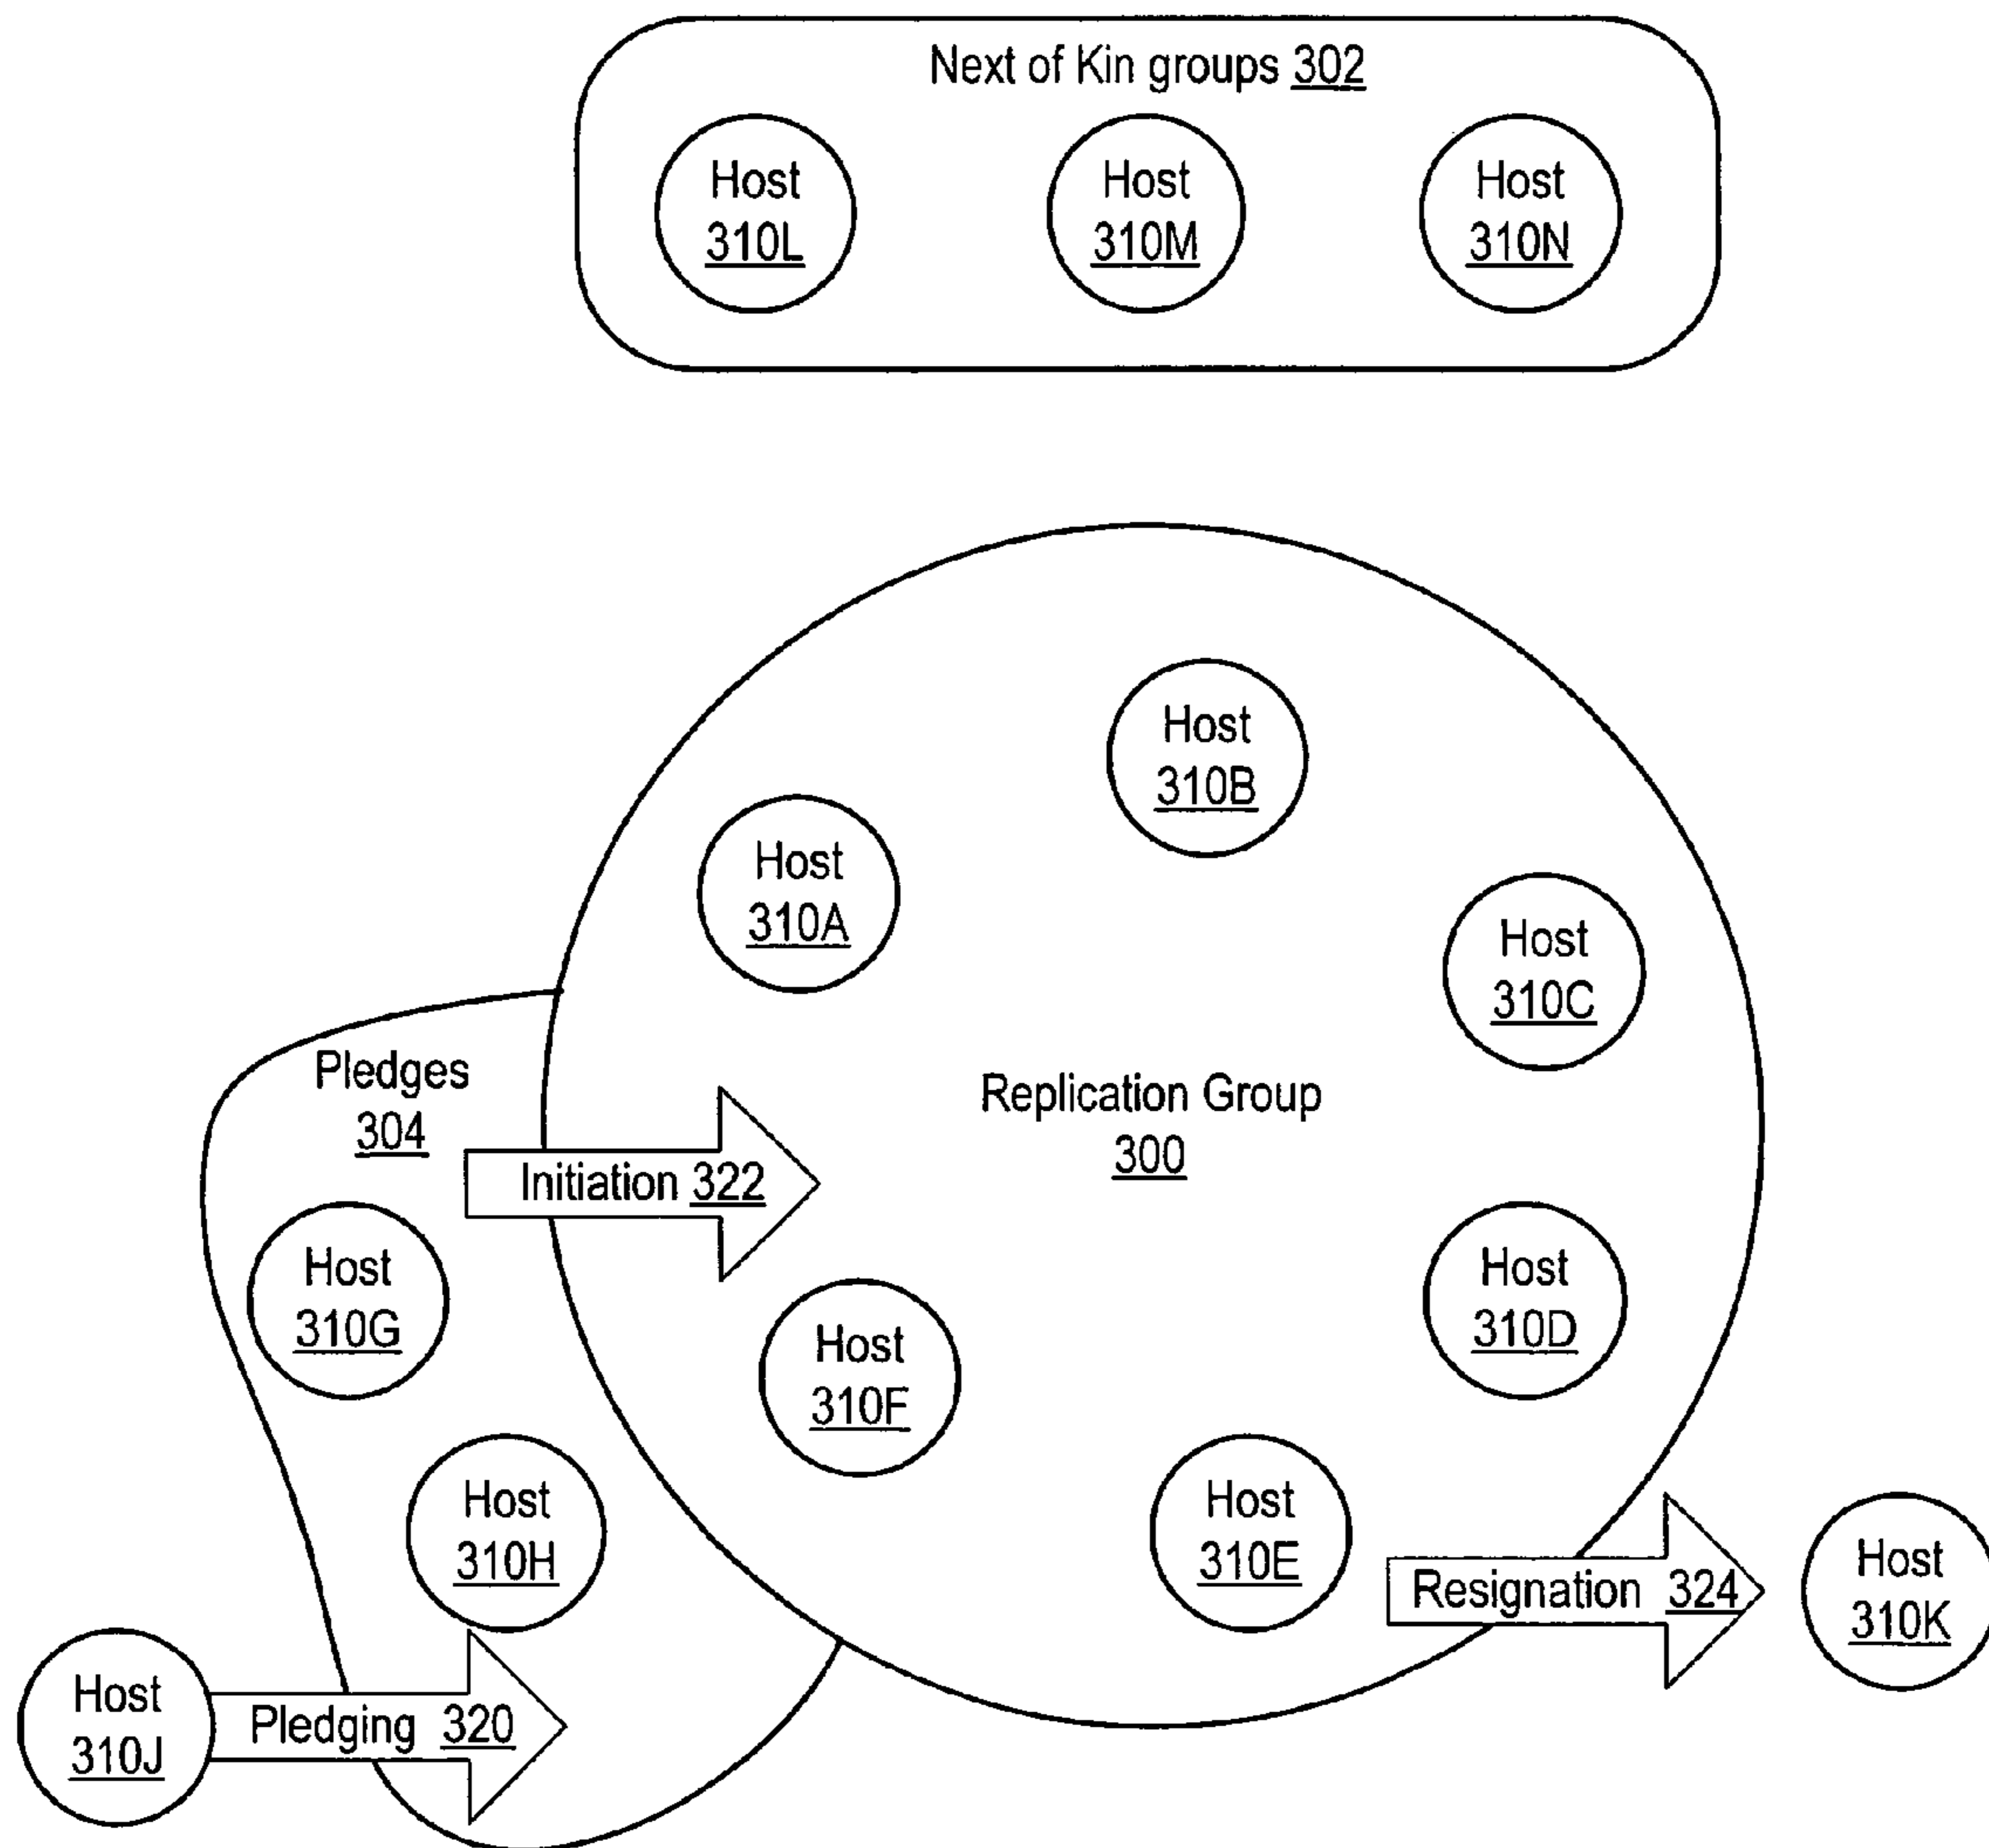 Next of Kin groups 302
Host
310L
Host
310M
Host
310N
Host
310B
Host
310A
Host
310C
Pledges
304
Replication Group
300
Initiation 322
Host
310G
Host
310D
Host
310F
Host
310H
Host
310E
Resignation 324
Host
310K
Host
310J
Pledging 320